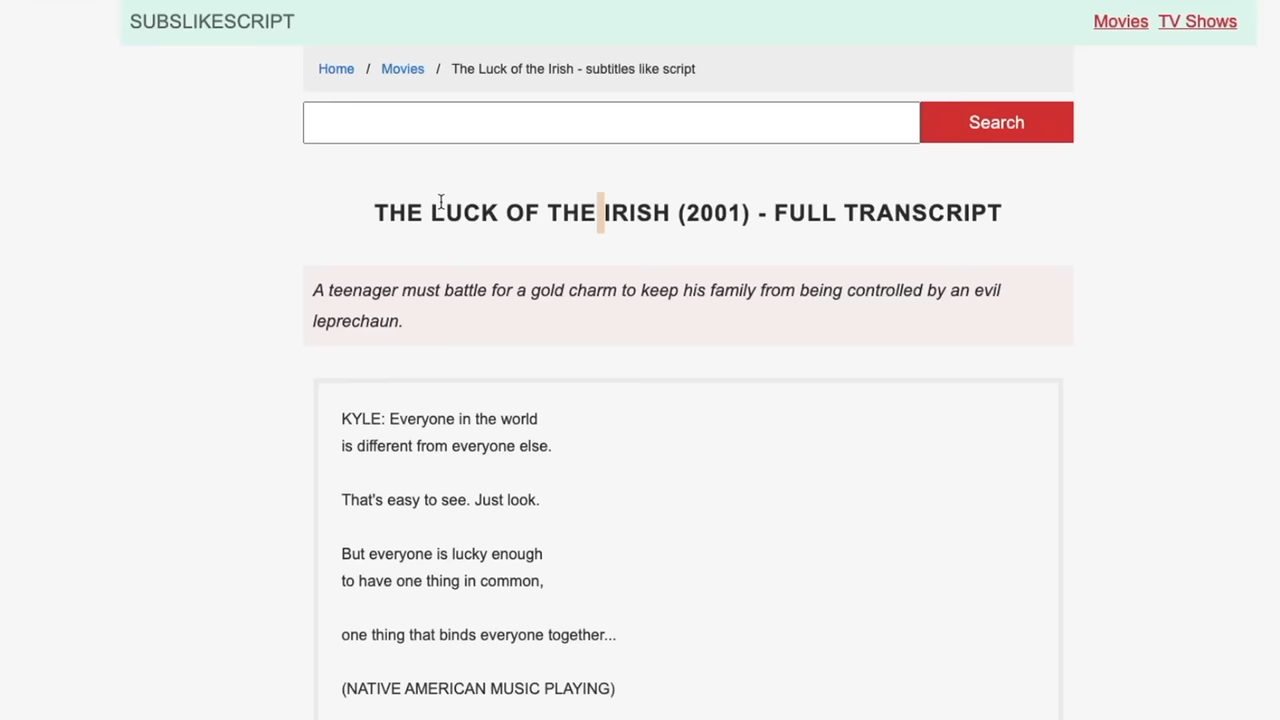 SUBSLIKESCRIPT
Movies TV Shows
Home / Movies / The Luck of the Irish - subtitles like script
Search
THE LUCK OF THE IRISH (2001) - FULL TRANSCRIPT
A teenager must battle for a gold charm to keep his family from being controlled by an evil
leprechaun.
KYLE: Everyone in the world
is different from everyone else.
That's easy to see. Just look.
But everyone is lucky enough
to have one thing in common,
one thing that binds everyone together...
(NATIVE AMERICAN MUSIC PLAYING)